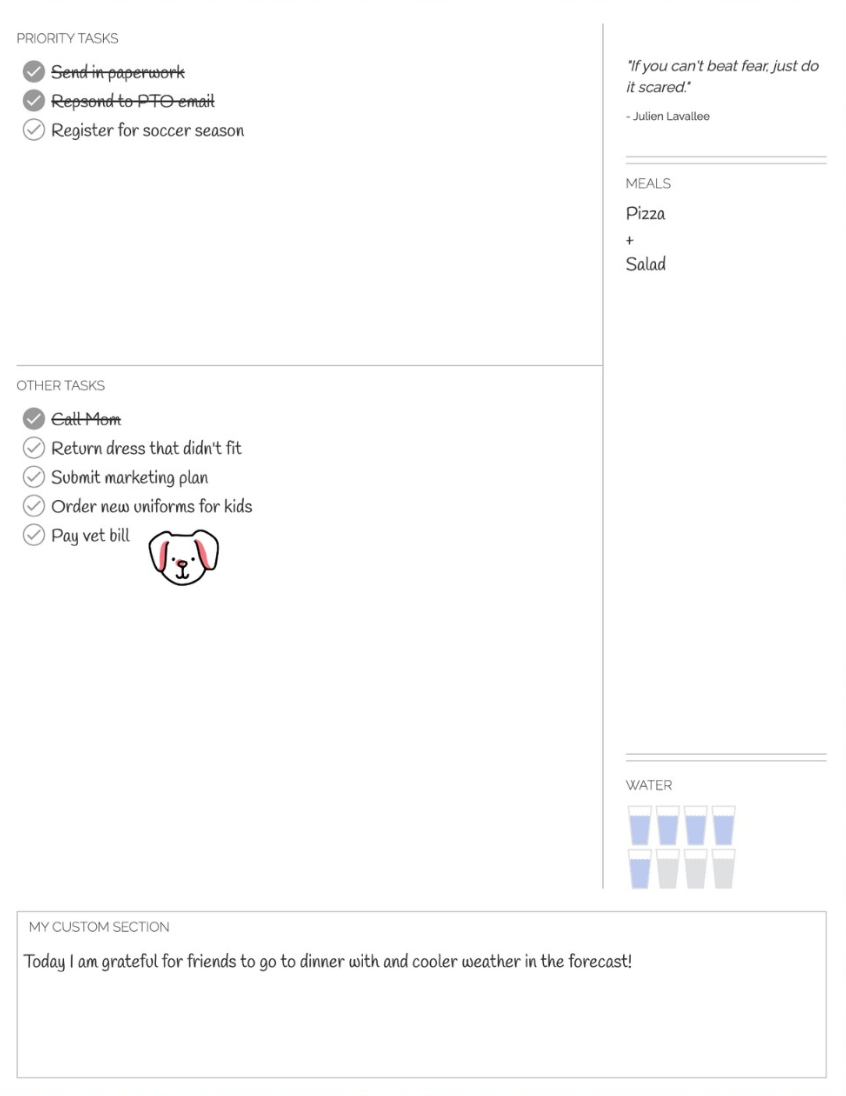 PRIORITY TASKS
Send in paperwork
Repsond to PTO email
Register for soccer season
OTHER TASKS
Call Mom
Return dress that didn't fit
Submit marketing plan
Order new uniforms for kids
Pay vet bill
"If you can't beat fear, just do
it scared."
- Julien Lavallee
MEALS
Pizza
+
Salad
WATER
MY CUSTOM SECTION
Today I am grateful for friends to go to dinner with and cooler weather in the forecast!